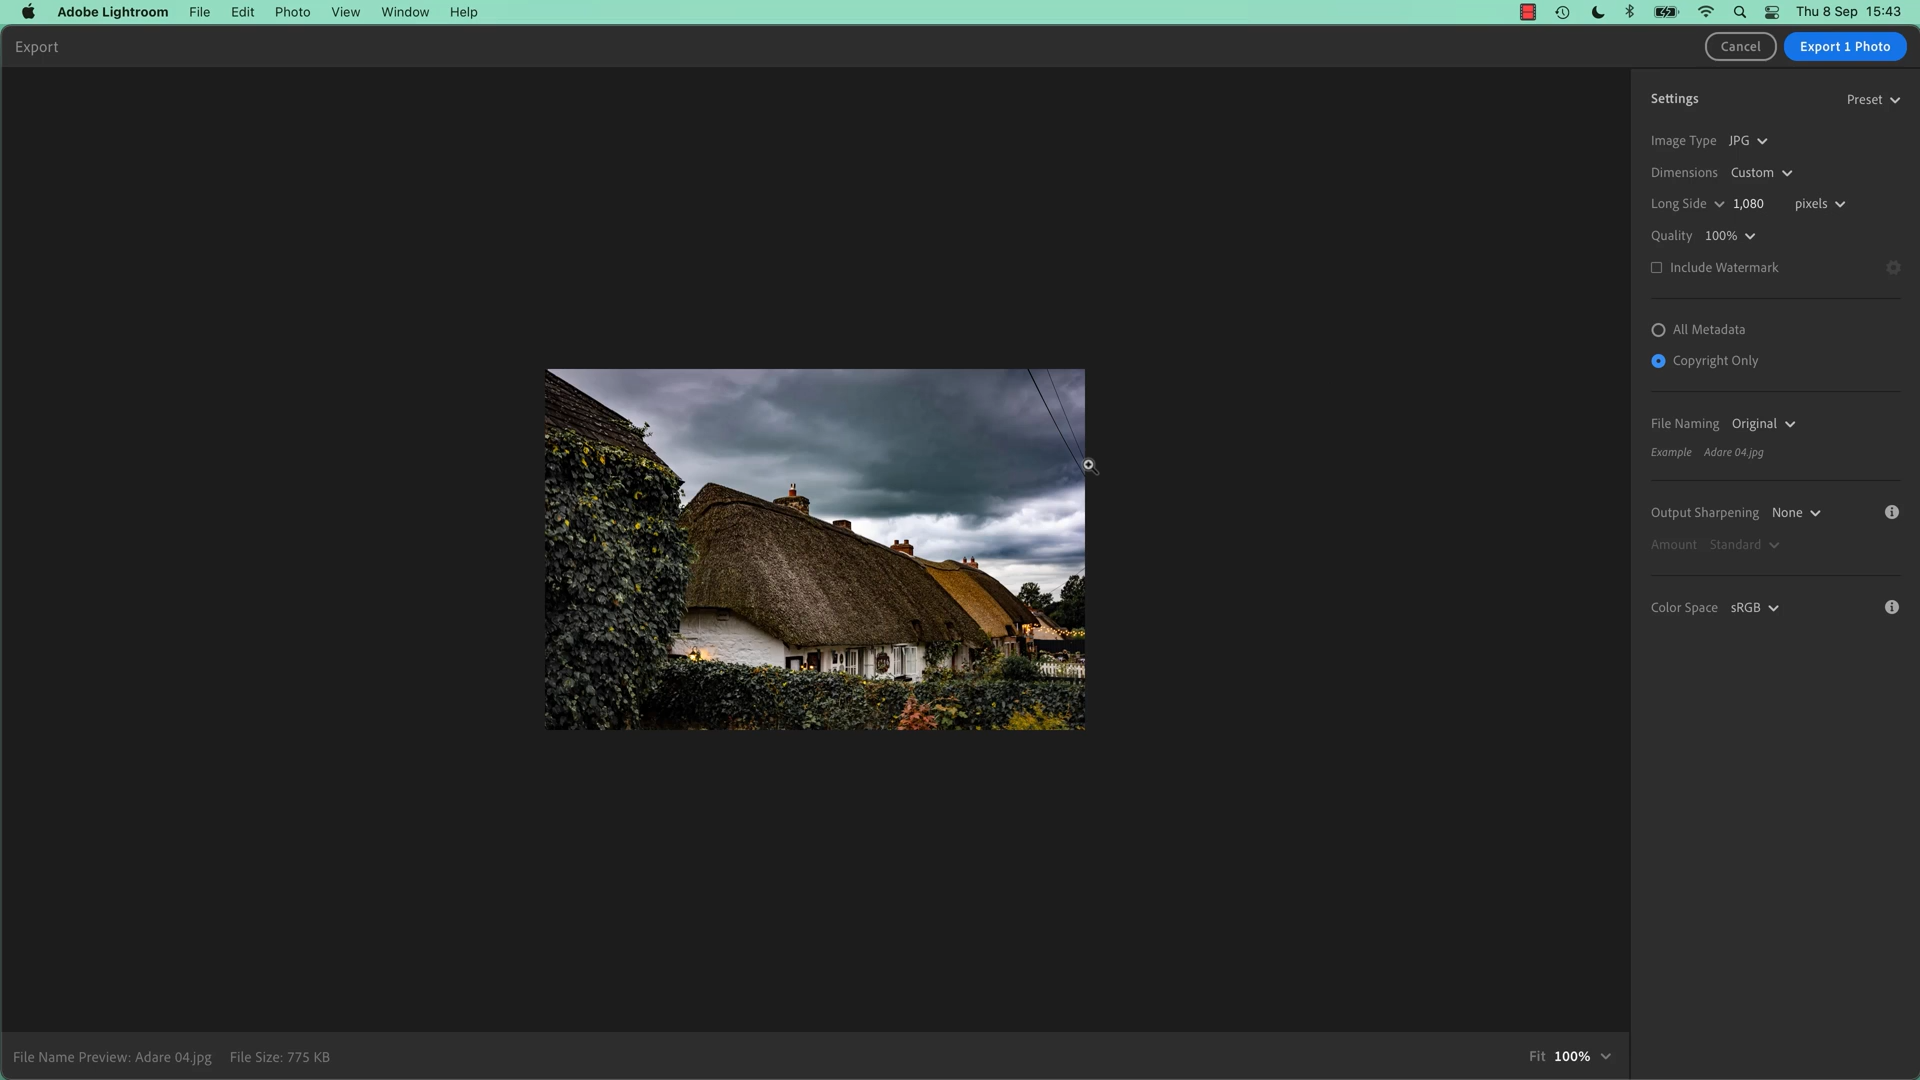 Adobe Lightroom File Edit Photo View Window Help Thu 8 Sep 15:43
Export Cancel Export 1 Photo
Settings Preset
Image Type JPG
Dimensions Custom
Long Side 1,080 pixels
Quality 100%
Include Watermark
All Metadata
Copyright Only
File Naming Original
Example Adare 04.jpg
Output Sharpening None
Amount Standard
Color Space sRGB
File Name Preview: Adare 04.jpg File Size: 775 KB Fit 100%